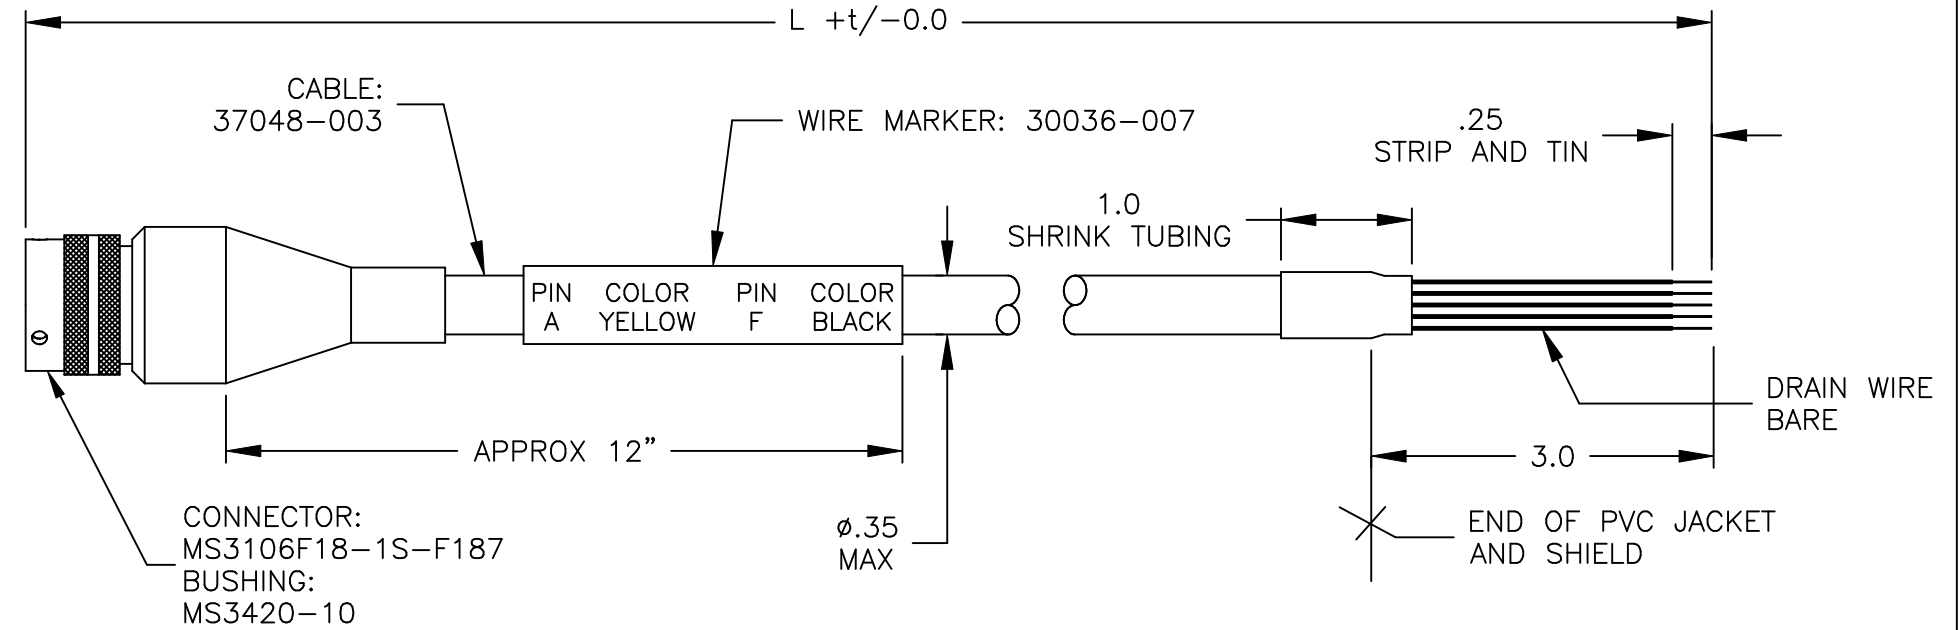 L +t/-0.0
CABLE:
37048-003
WIRE MARKER: 30036-007
.25
STRIP AND TIN
1.0
SHRINK TUBING
PIN COLOR PIN COLOR
A YELLOW F BLACK
DRAIN WIRE
BARE
APPROX 12"
3.0
CONNECTOR:
MS3106F18-1S-F187
BUSHING:
MS3420-10
ø.35
MAX
END OF PVC JACKET
AND SHIELD